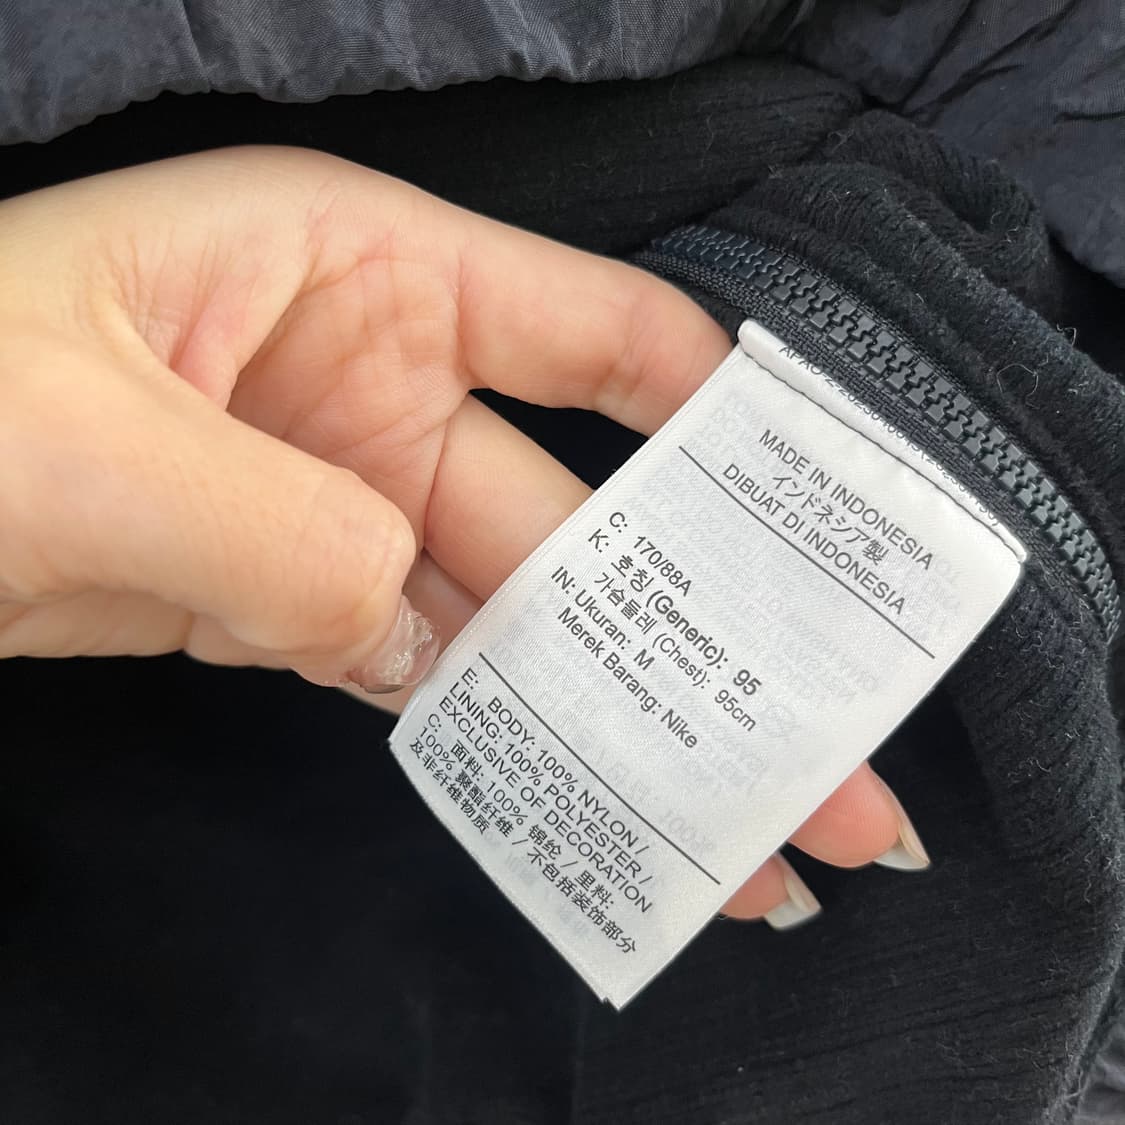 MADE IN INDONESIA
インドネシア製
DIBUAT DI INDONESIA
C: 170/88A
K: 호칭 (Generic): 95
가슴둘레 (Chest): 95cm
IN: Ukuran: M
Merek Barang: Nike
E: BODY: 100% NYLON /
LINING: 100% POLYESTER /
EXCLUSIVE OF DECORATION
C: 面料: 100% 锦纶 / 里料:
100% 聚酯纤维 / 不包括装饰部分
及非纤维物质